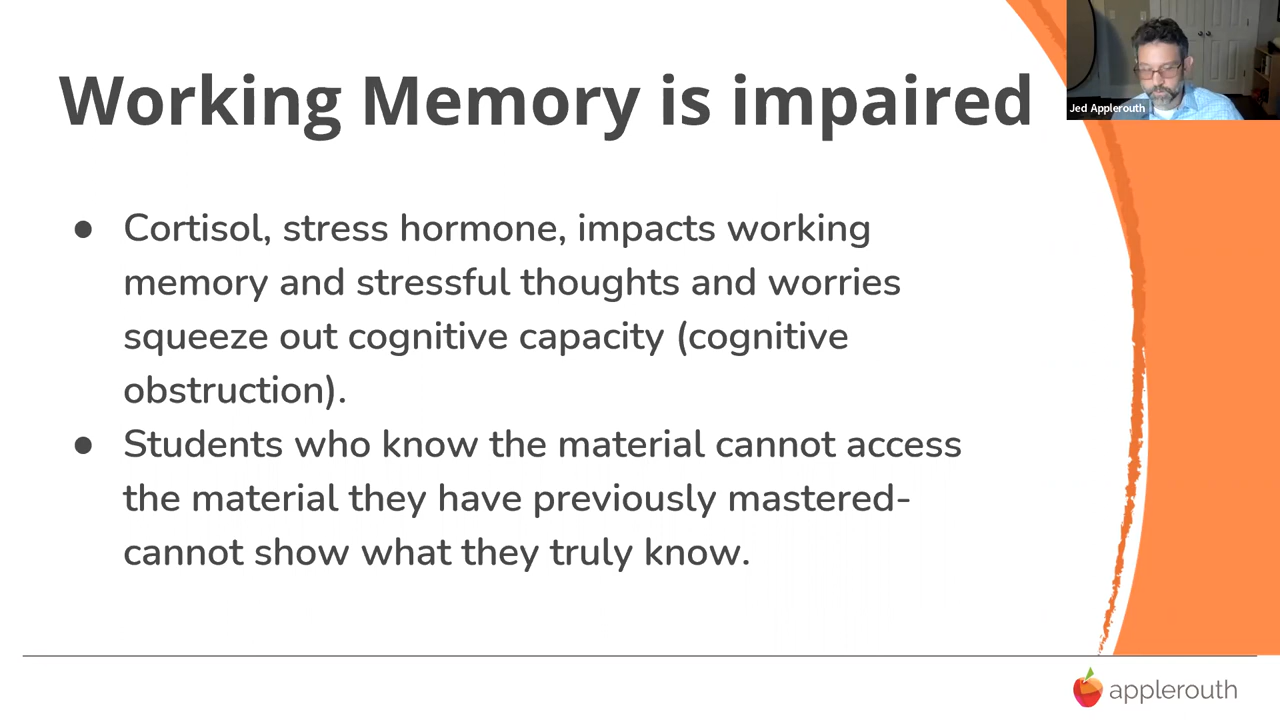 Working Memory is impaired
Jed Applerouth
● Cortisol, stress hormone, impacts working
memory and stressful thoughts and worries
squeeze out cognitive capacity (cognitive
obstruction).
● Students who know the material cannot access
the material they have previously mastered-
cannot show what they truly know.
applerouth